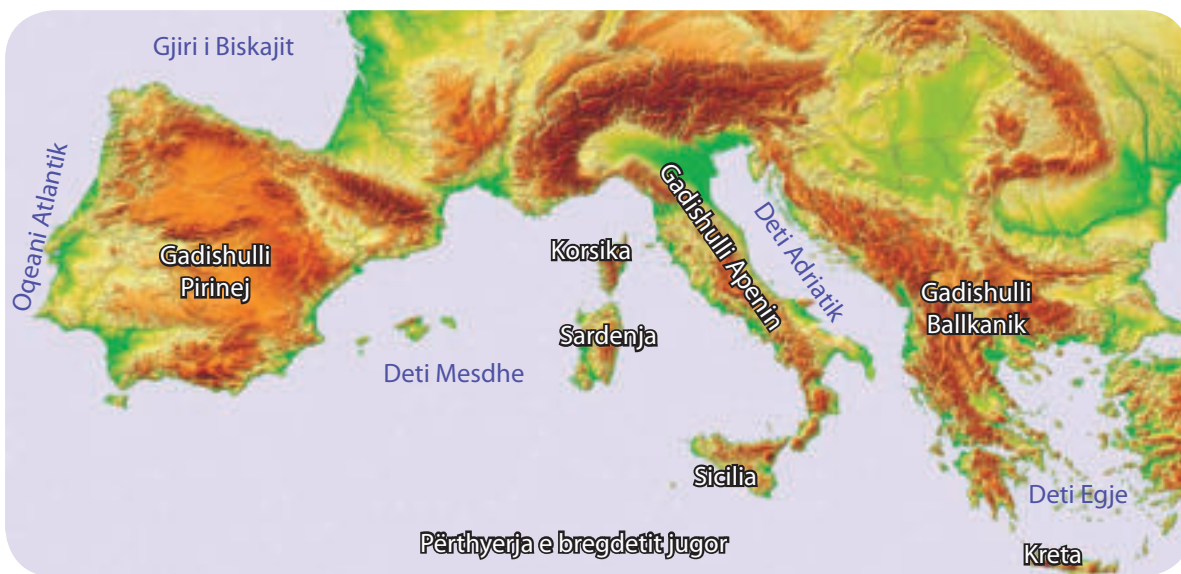 Gjiri i Biskajit
Oqeani Atlantik
Gadishulli
Pirinej
Korsika
Sardenja
Gadishulli Apenin
Deti Adriatik
Gadishulli
Ballkanik
Deti Mesdhe
Sicilia
Deti Egje
Përthyerja e bregdetit jugor
Kreta